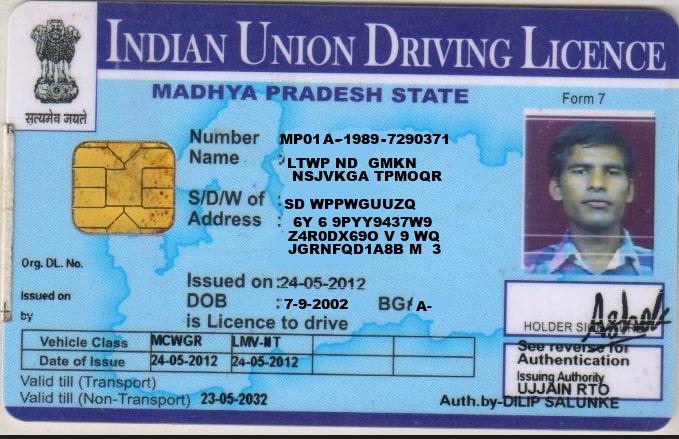 INDIAN UNION DRIVING LICENCE
सत्यमेव जयते
MADHYA PRADESH STATE
Form 7
Number MP01A-1989-7290371
Name : LTWP ND GMKN
NSJVKGA TPMOQR
S/D/W of : SD WPPWGUUZQ
Address : 6Y 6 9PYY9437W9
Z4R0DX69O V 9 WQ
JGRNFQD1A8B M 3
Org. DL. No.
Issued on :24-05-2012
Issued on
DOB : 7-9-2002 BG: A-
by
is Licence to drive
HOLDER SIGNATURE
Vehicle Class MCWGR LMV-NT
Date of Issue 24-05-2012 24-05-2012
See reverse for
Authentication
Issuing Authority
UJJAIN RTO
Valid till (Transport)
Valid till (Non-Transport) 23-05-2032
Auth.by-DILIP SALUNKE